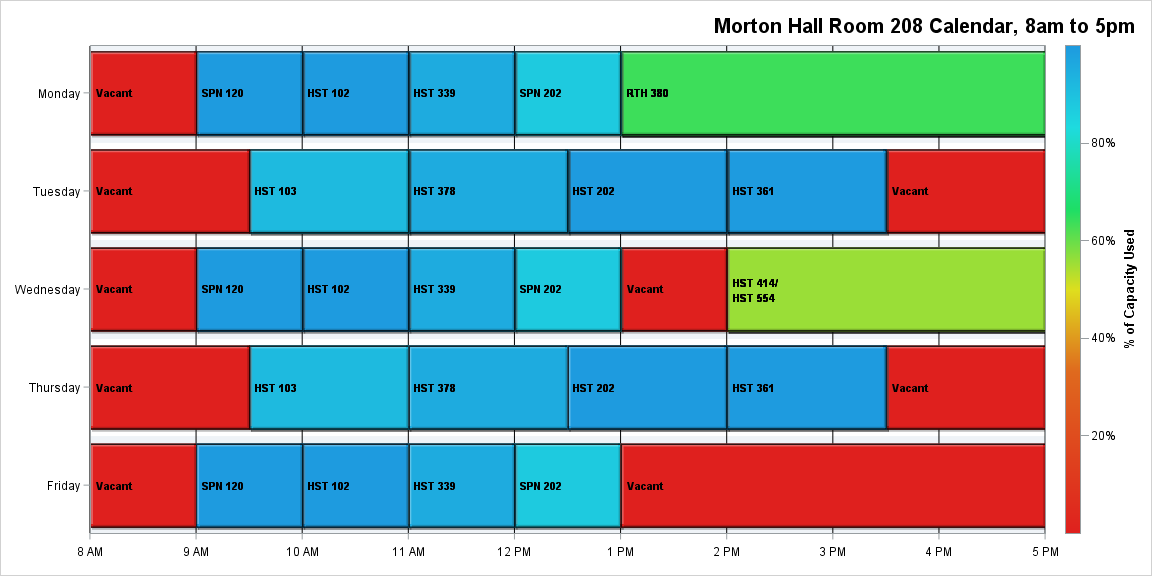 Morton Hall Room 208 Calendar, 8am to 5pm
Monday
Vacant
SPN 120
HST 102
HST 339
SPN 202
RTH 380
Tuesday
Vacant
HST 103
HST 378
HST 202
HST 361
Vacant
Wednesday
Vacant
SPN 120
HST 102
HST 339
SPN 202
Vacant
HST 414/
HST 554
Thursday
Vacant
HST 103
HST 378
HST 202
HST 361
Vacant
Friday
Vacant
SPN 120
HST 102
HST 339
SPN 202
Vacant
8 AM
9 AM
10 AM
11 AM
12 PM
1 PM
2 PM
3 PM
4 PM
5 PM
80%
60%
40%
20%
% of Capacity Used